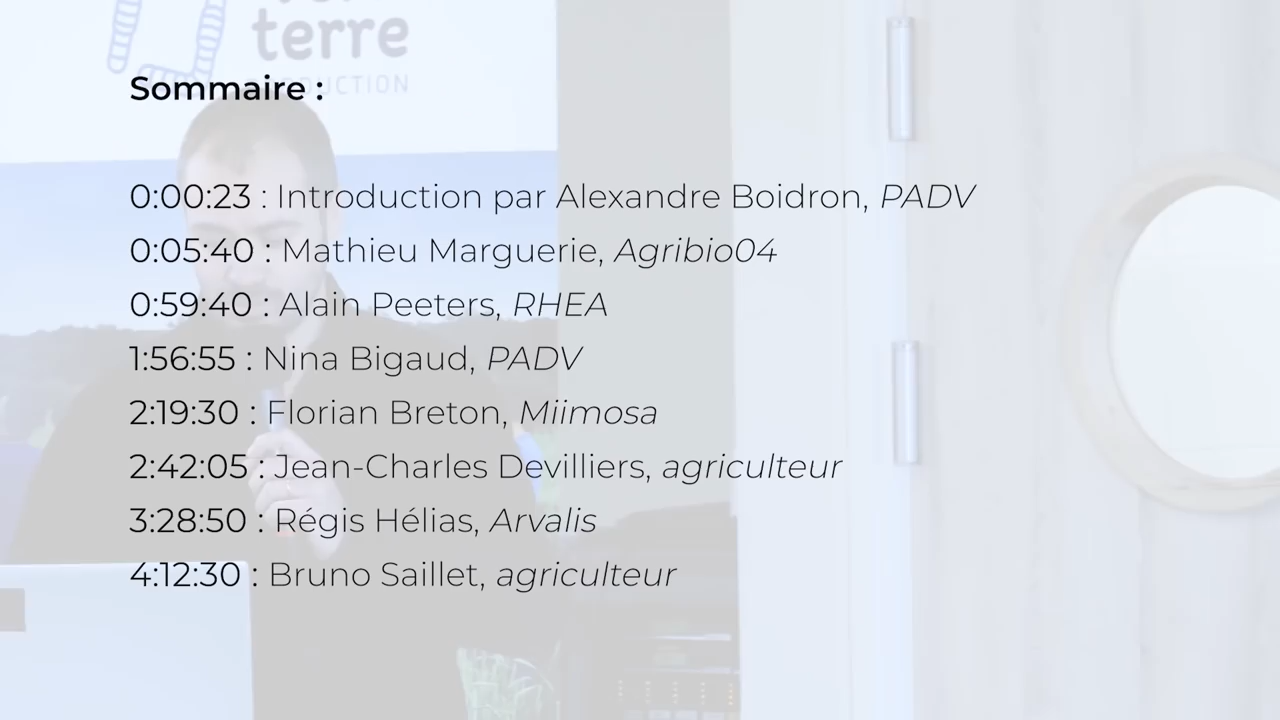 terre
Sommaire :
0:00:23 : Introduction par Alexandre Boidron, PADV
0:05:40 : Mathieu Marguerie, Agribio04
0:59:40 : Alain Peeters, RHEA
1:56:55 : Nina Bigaud, PADV
2:19:30 : Florian Breton, Miimosa
2:42:05 : Jean-Charles Devilliers, agriculteur
3:28:50 : Régis Hélias, Arvalis
4:12:30 : Bruno Saillet, agriculteur